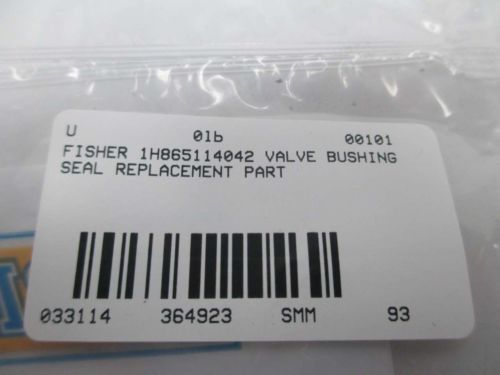 U 01b 00101
FISHER 1H865114042 VALVE BUSHING
SEAL REPLACEMENT PART
033114 364923 SMM 93